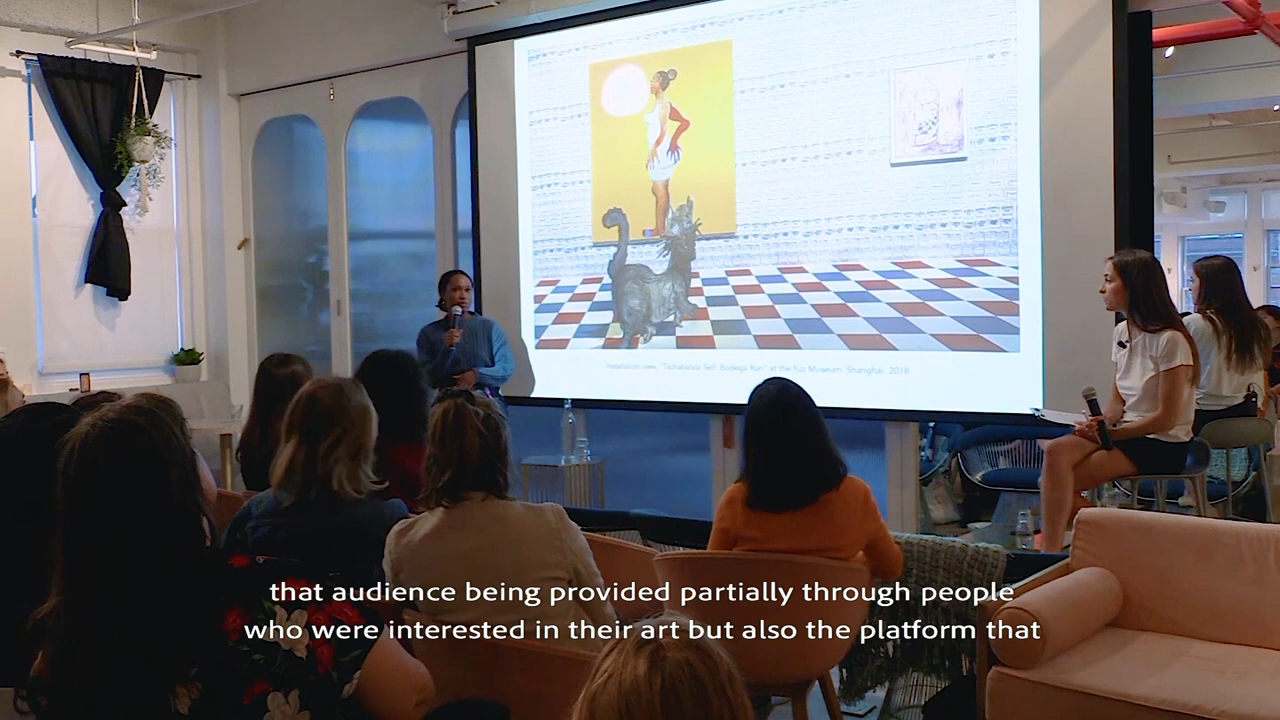 Installation view, "Tschabalala Self: Bodega Run" at the Yuz Museum, Shanghai, 2018
that audience being provided partially through people
who were interested in their art but also the platform that